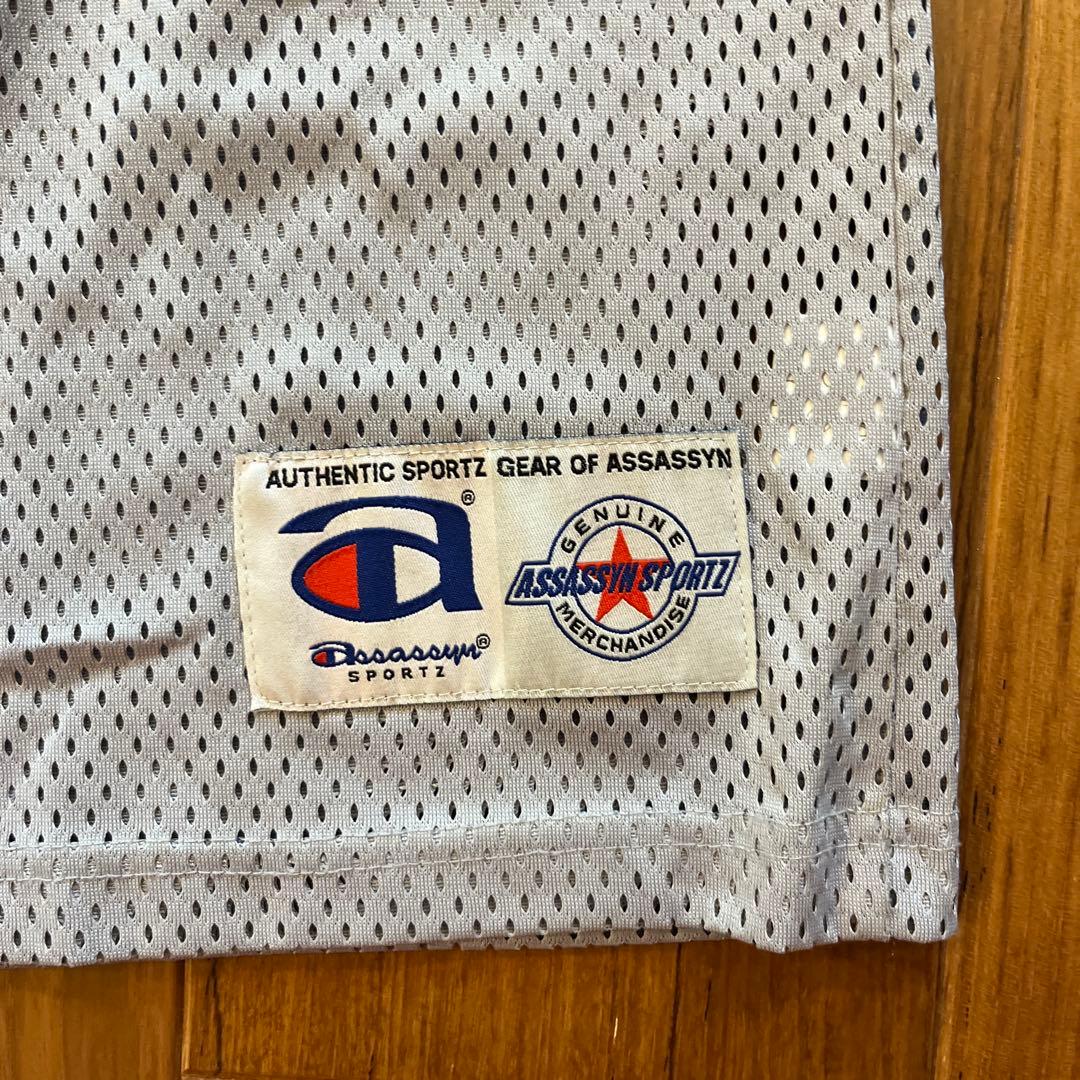 AUTHENTIC SPORTZ GEAR OF ASSASSYN
a®
Assassyn®
SPORTZ
GENUINE
ASSASSYN SPORTZ
MERCHANDISE